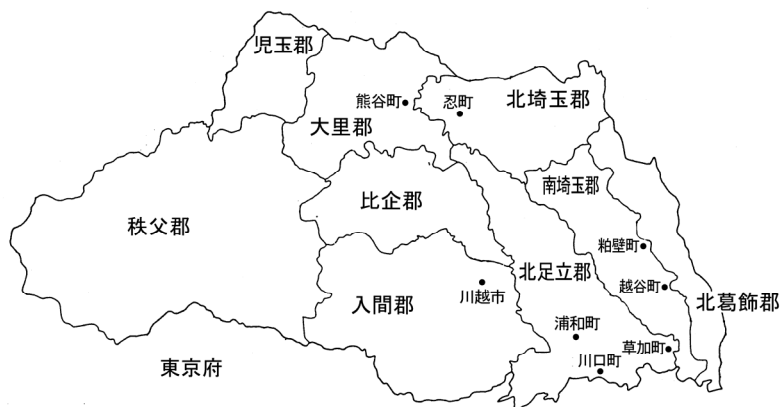 児玉郡
熊谷町
忍町
北埼玉郡
大里郡
南埼玉郡
比企郡
秩父郡
粕壁町
北足立郡
越谷町
川越市
北葛飾郡
入間郡
浦和町
草加町
川口町
東京府